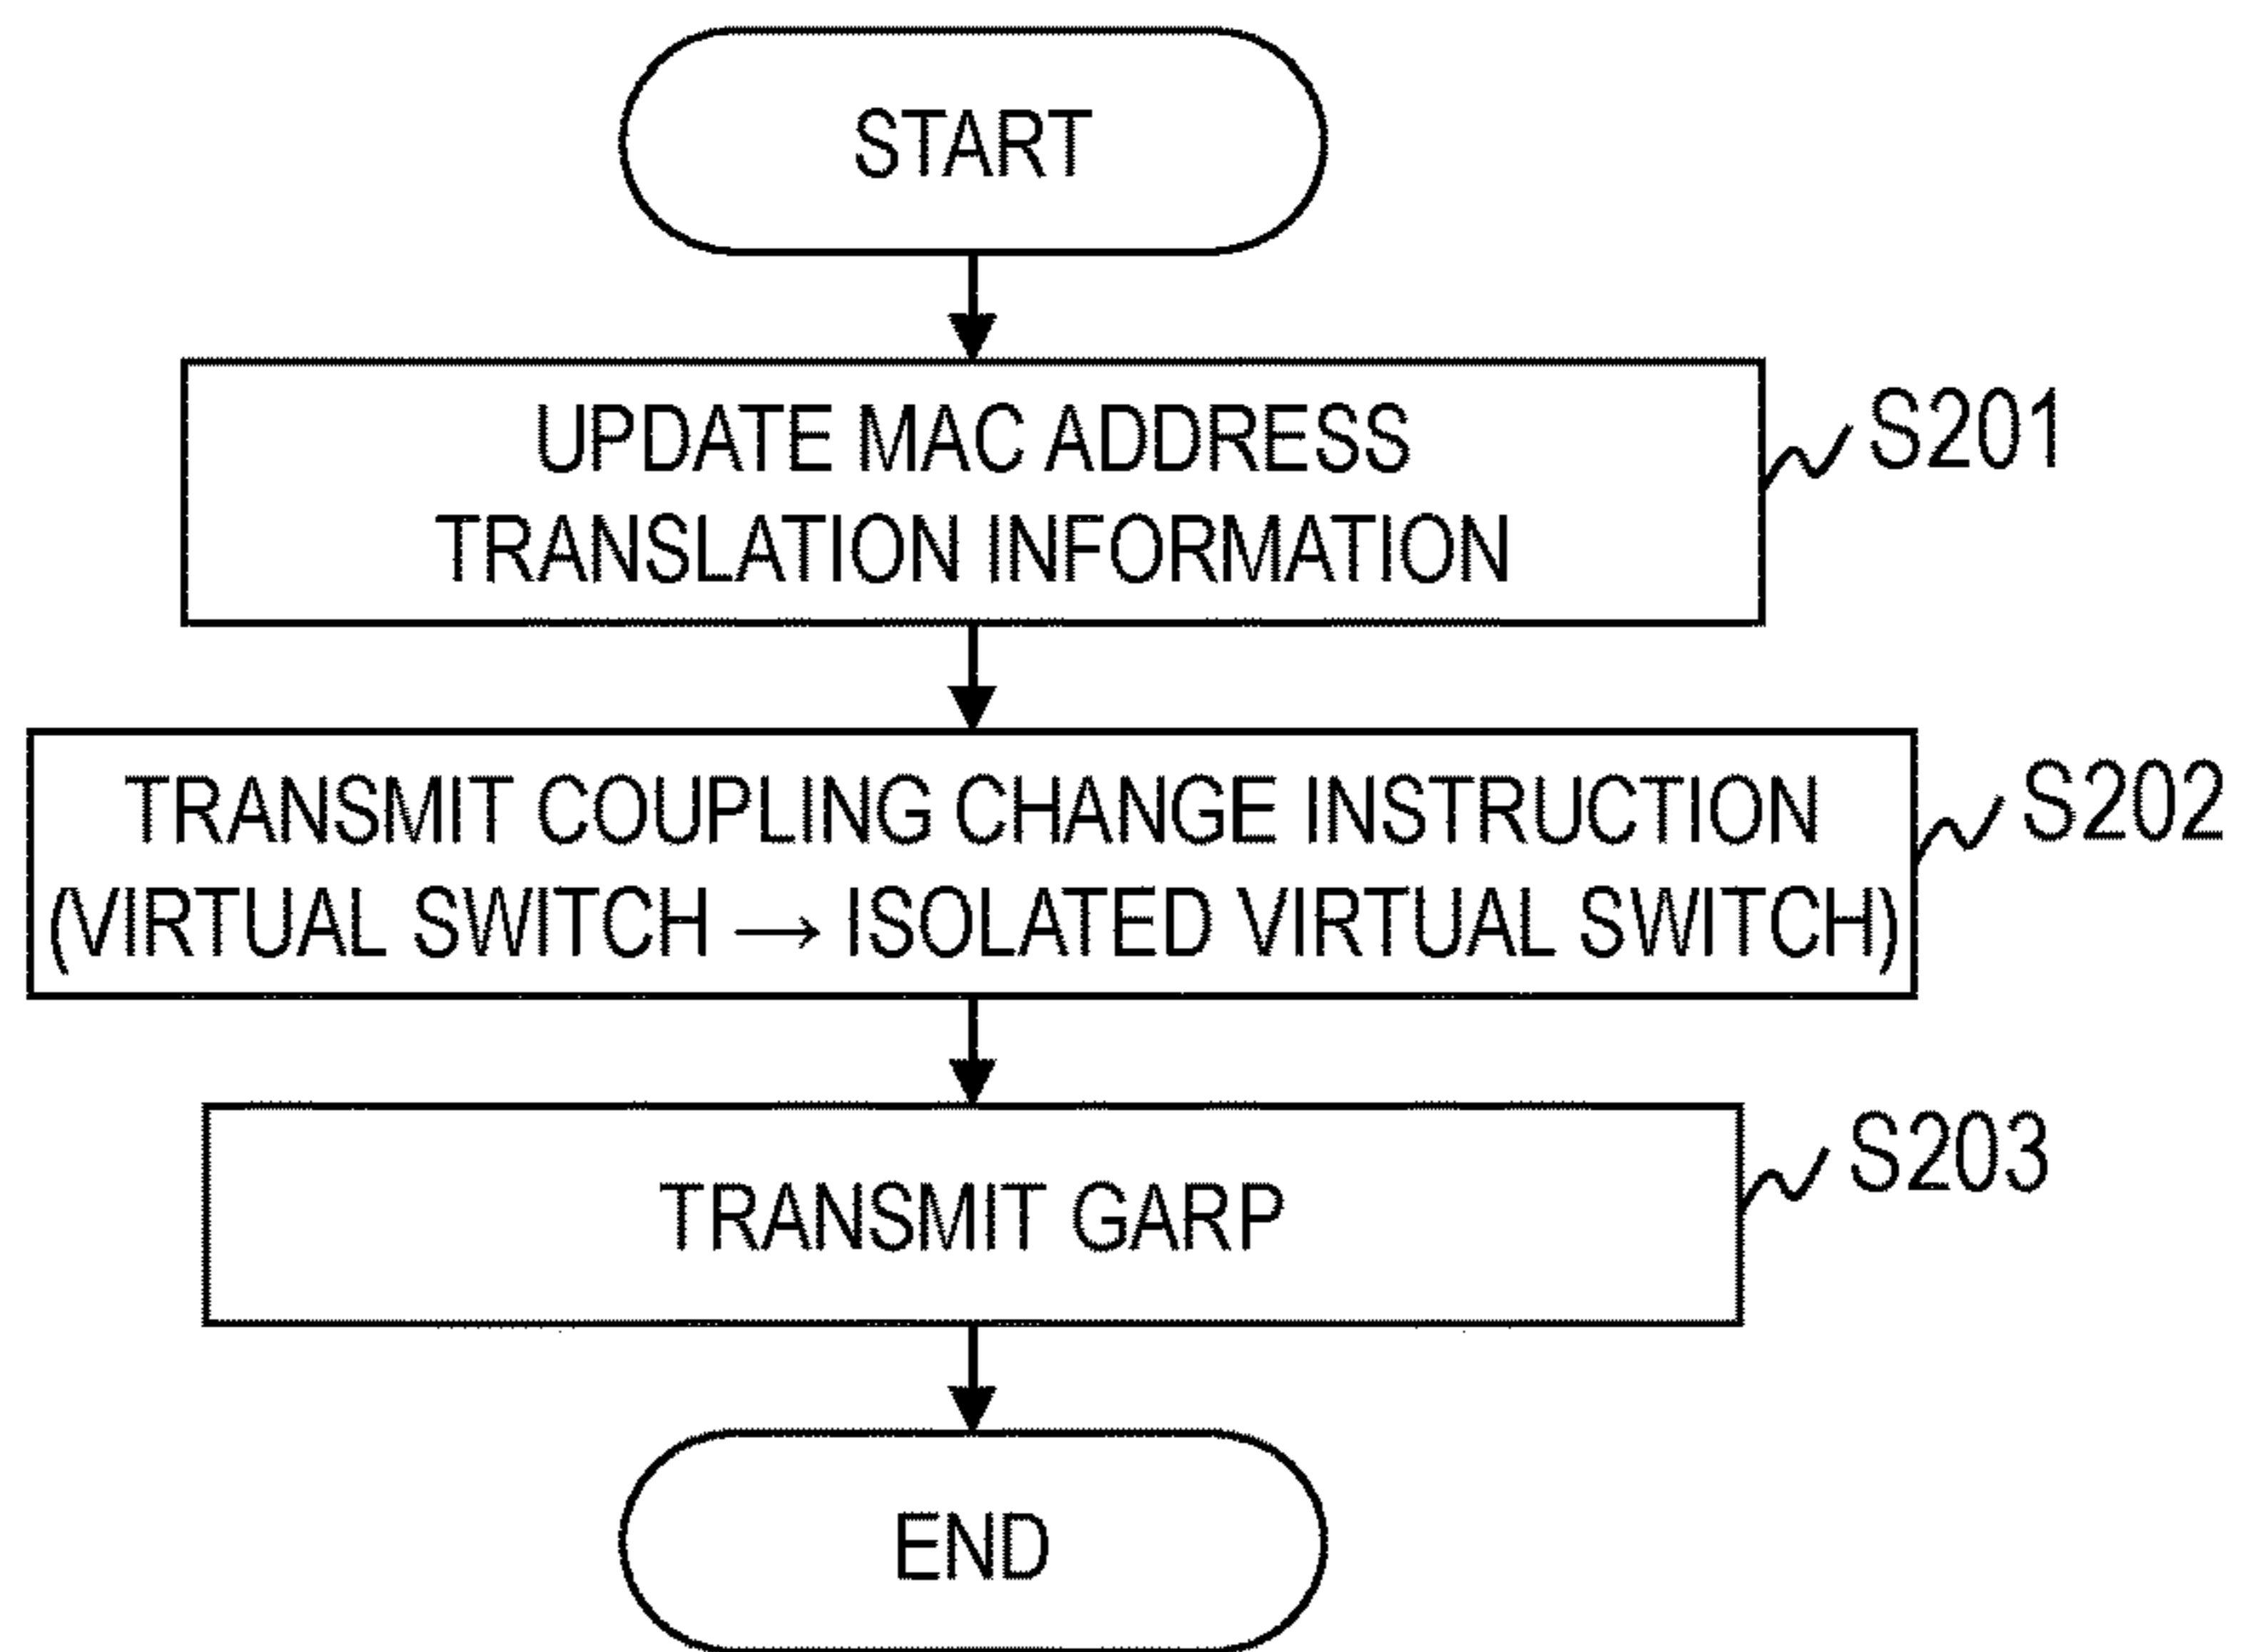 START
UPDATE MAC ADDRESS
TRANSLATION INFORMATION
S201
TRANSMIT COUPLING CHANGE INSTRUCTION
(VIRTUAL SWITCH → ISOLATED VIRTUAL SWITCH)
S202
TRANSMIT GARP
S203
END